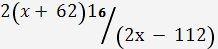 2(x + 62)16/(2x − 112)